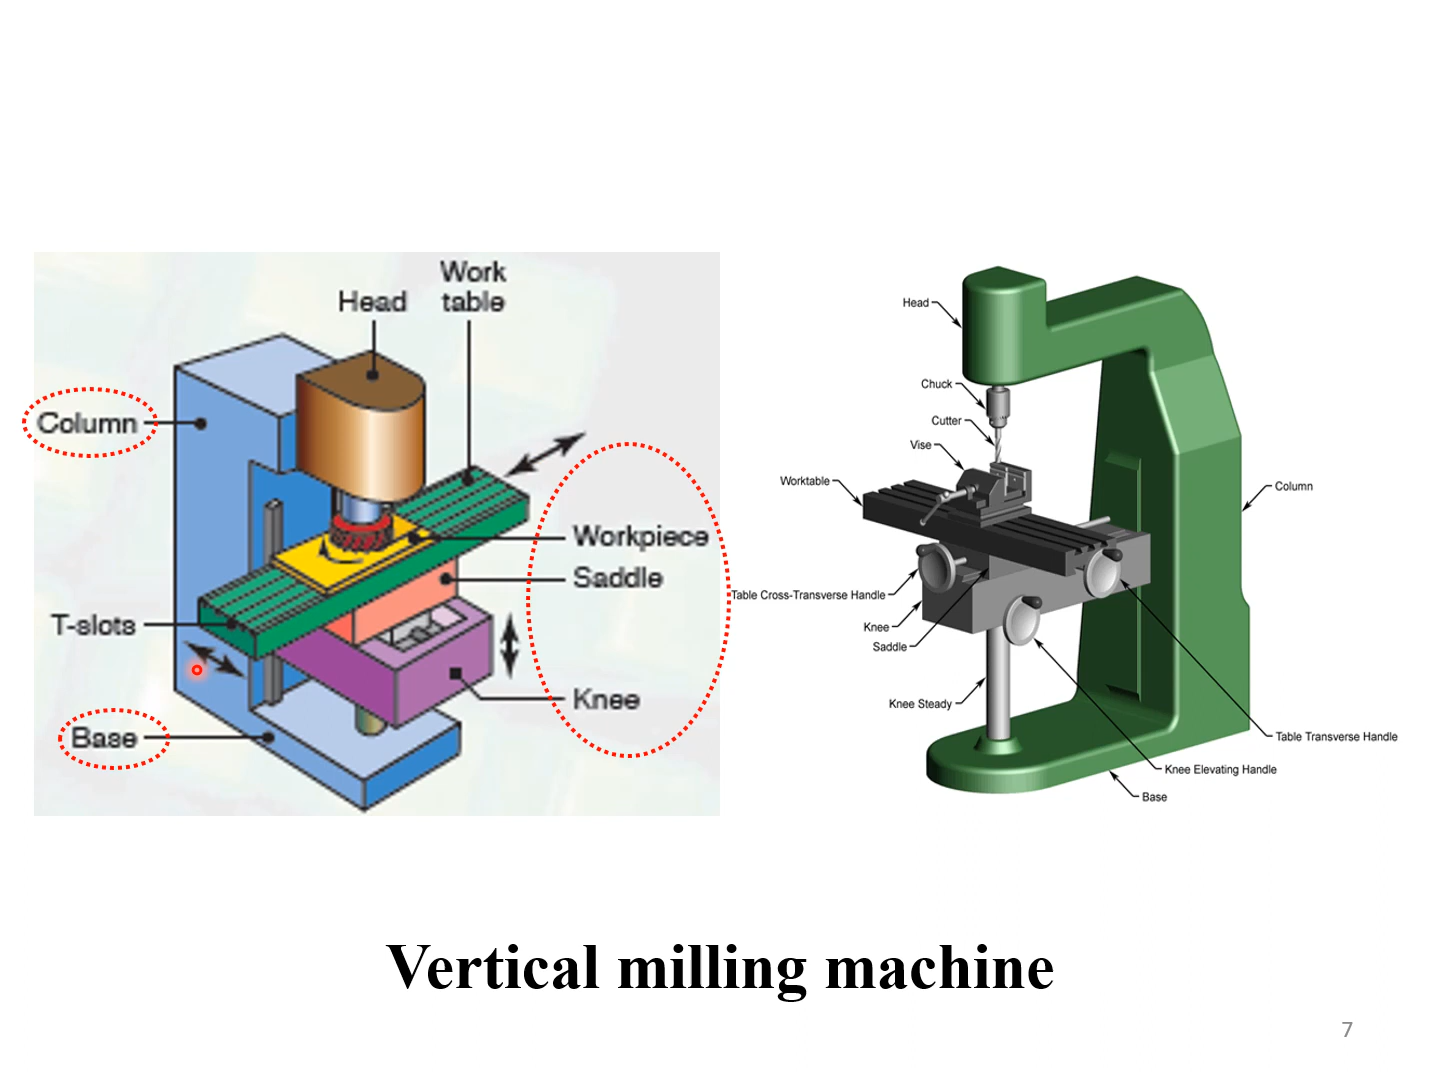 Work
table
Head
Column
Workpiece
Saddle
T-slots
Knee
Base
Head
Chuck
Cutter
Vise
Worktable
Column
Table Cross-Transverse Handle
Knee
Saddle
Knee Steady
Table Transverse Handle
Knee Elevating Handle
Base
Vertical milling machine
7